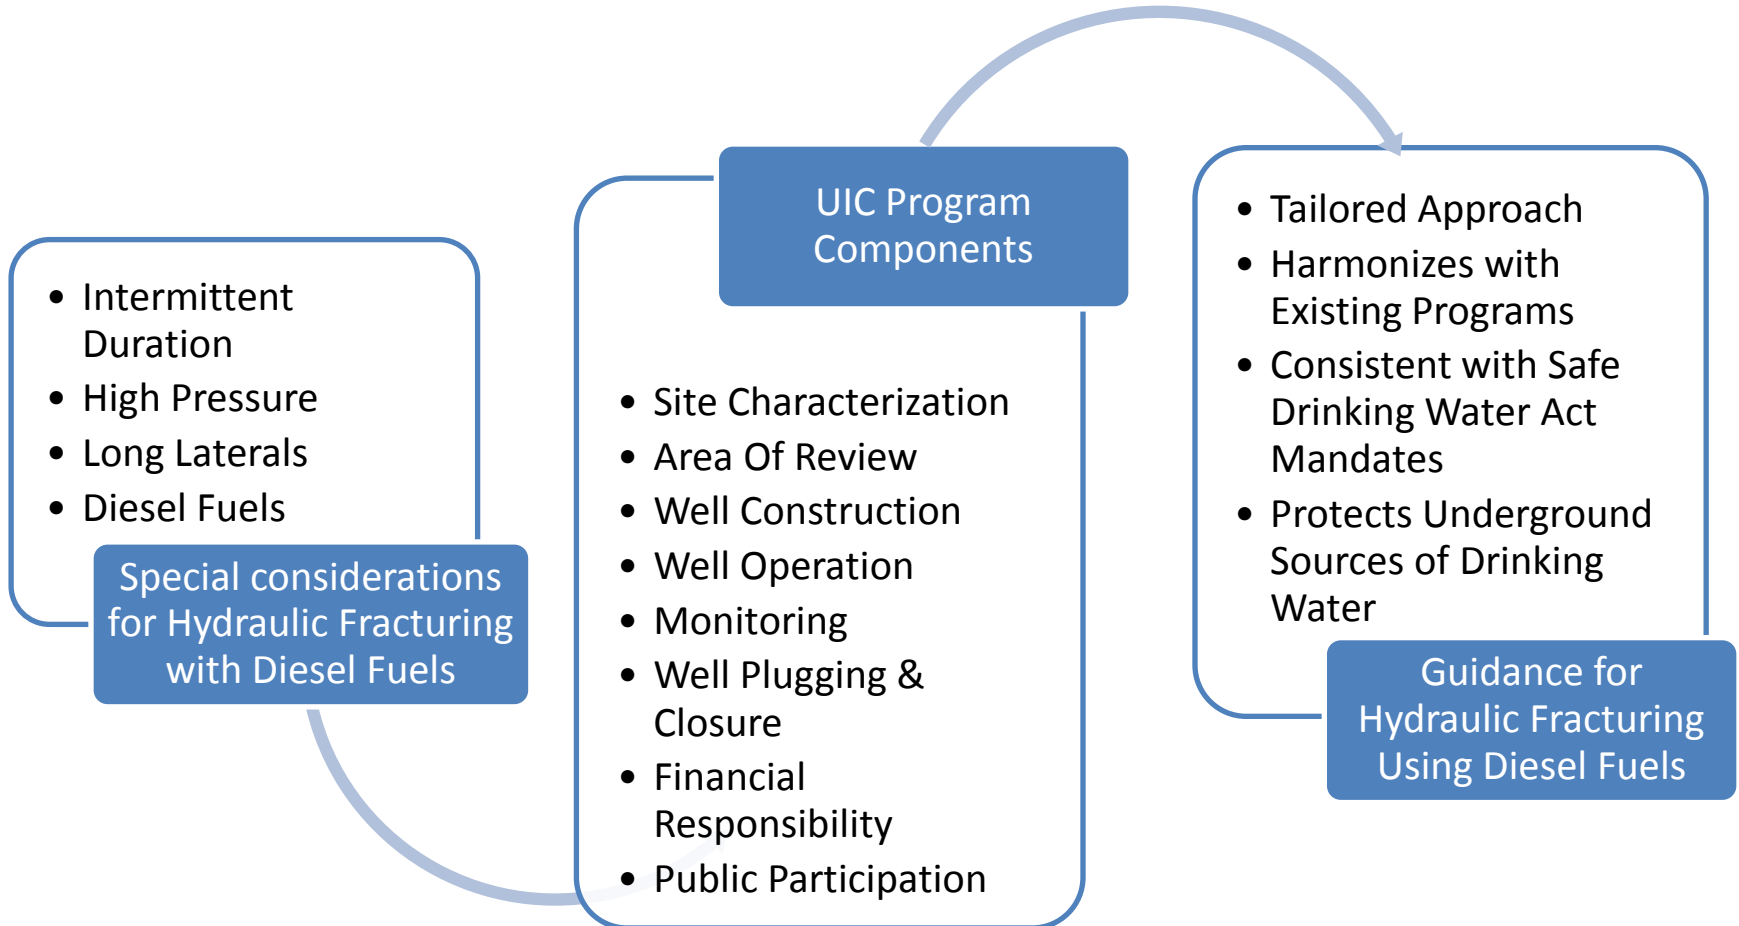 • Intermittent
Duration
• High Pressure
• Long Laterals
• Diesel Fuels
Special considerations
for Hydraulic Fracturing
with Diesel Fuels
UIC Program
Components
• Site Characterization
• Area Of Review
• Well Construction
• Well Operation
• Monitoring
• Well Plugging &
Closure
• Financial
Responsibility
• Public Participation
• Tailored Approach
• Harmonizes with
Existing Programs
• Consistent with Safe
Drinking Water Act
Mandates
• Protects Underground
Sources of Drinking
Water
Guidance for
Hydraulic Fracturing
Using Diesel Fuels